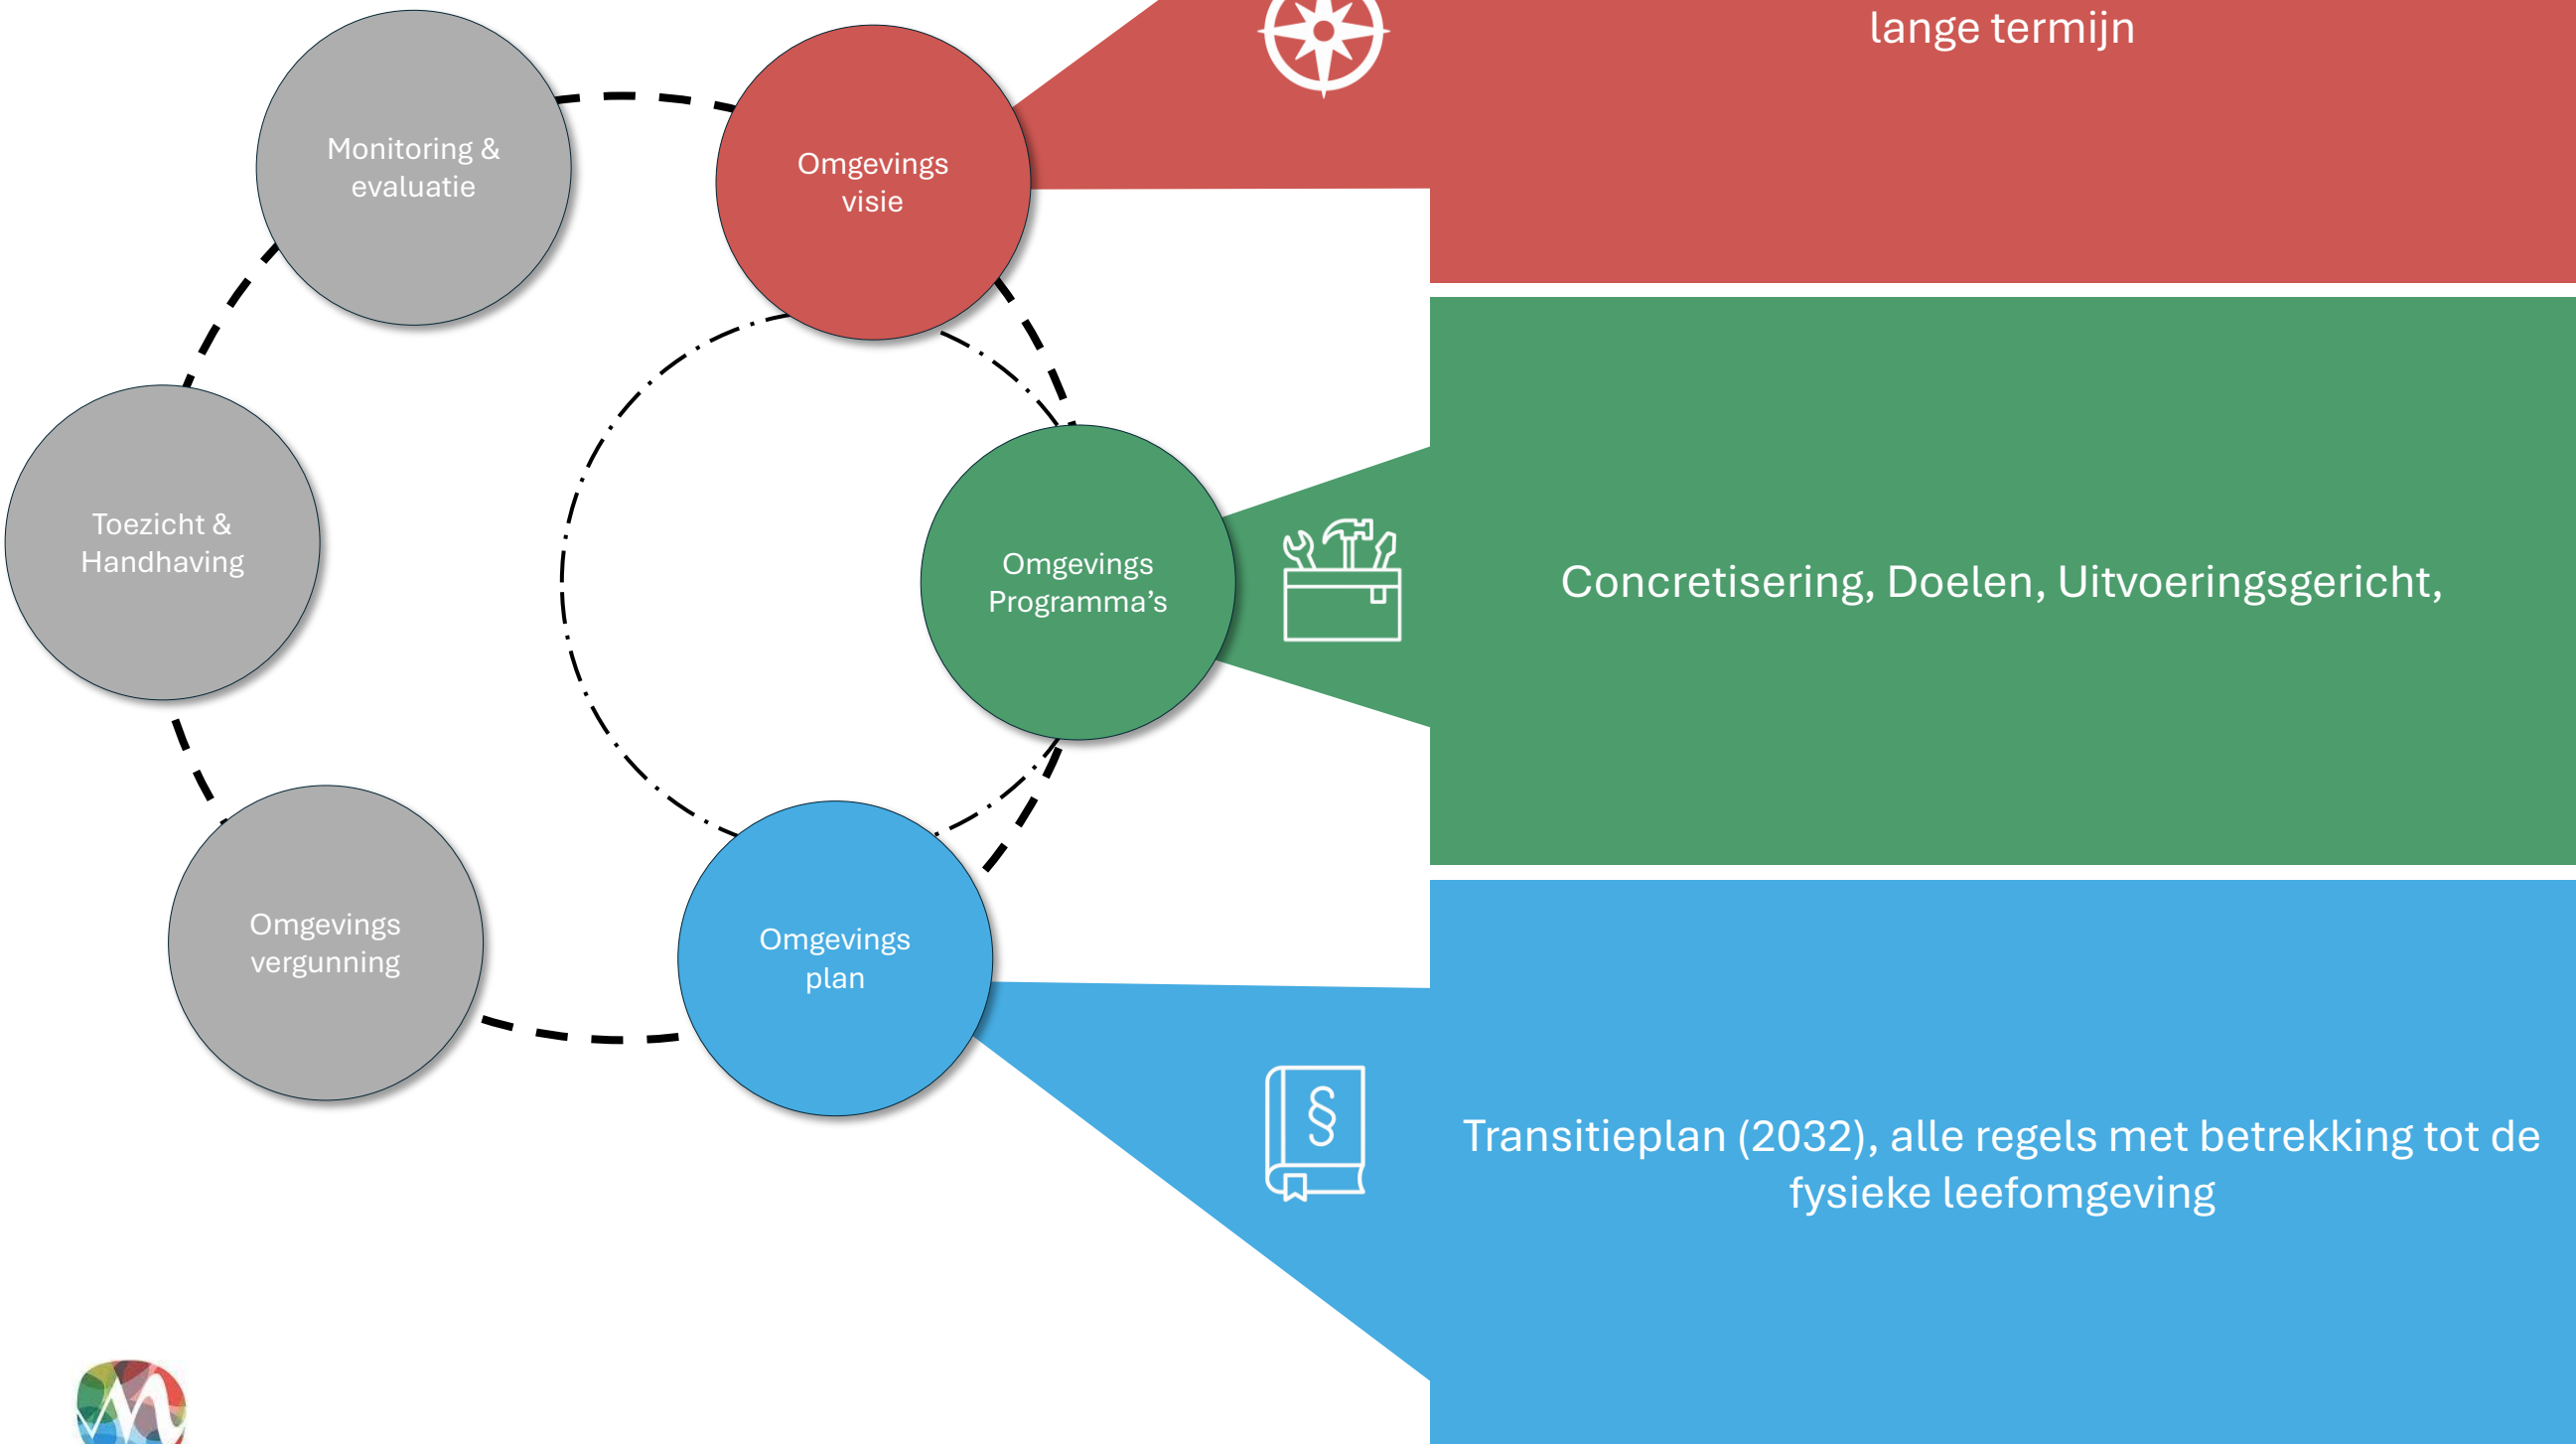 lange termijn
Monitoring &
evaluatie
Omgevings
visie
Toezicht &
Handhaving
Omgevings
Programma’s
Concretisering, Doelen, Uitvoeringsgericht,
Omgevings
vergunning
Omgevings
plan
§
Transitieplan (2032), alle regels met betrekking tot de
fysieke leefomgeving